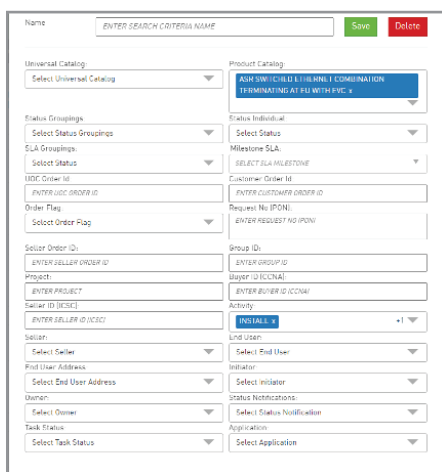 Name
ENTER SEARCH CRITERIA NAME
Save
Delete
Universal Catalog:
Product Catalog:
Select Universal Catalog
ASR SWITCHED ETHERNET COMBINATION
TERMINATING AT EU WITH EVC x
Status Groupings
Status Individual
Select Status Groupings
Select Status
SLA Groupings:
Milestone SLA:
Select Status
SELECT SLA MILESTONE
UOC Order Id
Customer Order Id
ENTER UOC ORDER ID
ENTER CUSTOMER ORDER ID
Order Flag
Request No (PON):
Select Order Flag
ENTER REQUEST NO (PON)
Seller Order ID:
Group ID:
ENTER SELLER ORDER ID
ENTER GROUP ID
Project:
Buyer ID (CCNA):
ENTER PROJECT
ENTER BUYER ID (CCNA)
Seller ID (ICSC):
Activity:
ENTER SELLER ID (ICSC)
INSTALL x
+1
Seller:
End User:
Select Seller
Select End User
End User Address
Initiator:
Select End User Address
Select Initiator
Owner:
Status Notifications:
Select Owner
Select Status Notification
Task Status:
Application:
Select Task Status
Select Application